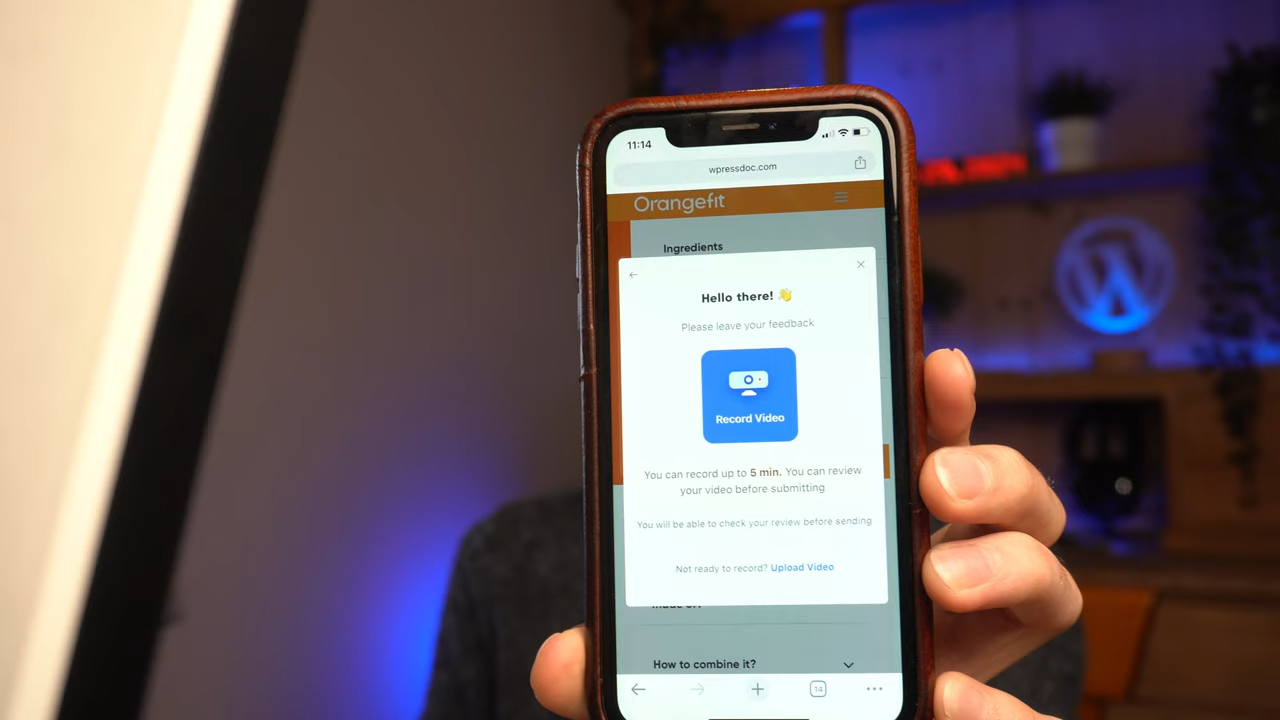 11:14
wpressdoc.com
Orangefit
Ingredients
Hello there! 👋
Please leave your feedback
Record Video
You can record up to 5 min. You can review
your video before submitting
You will be able to check your review before sending
Not ready to record? Upload Video
made of?
How to combine it?
14